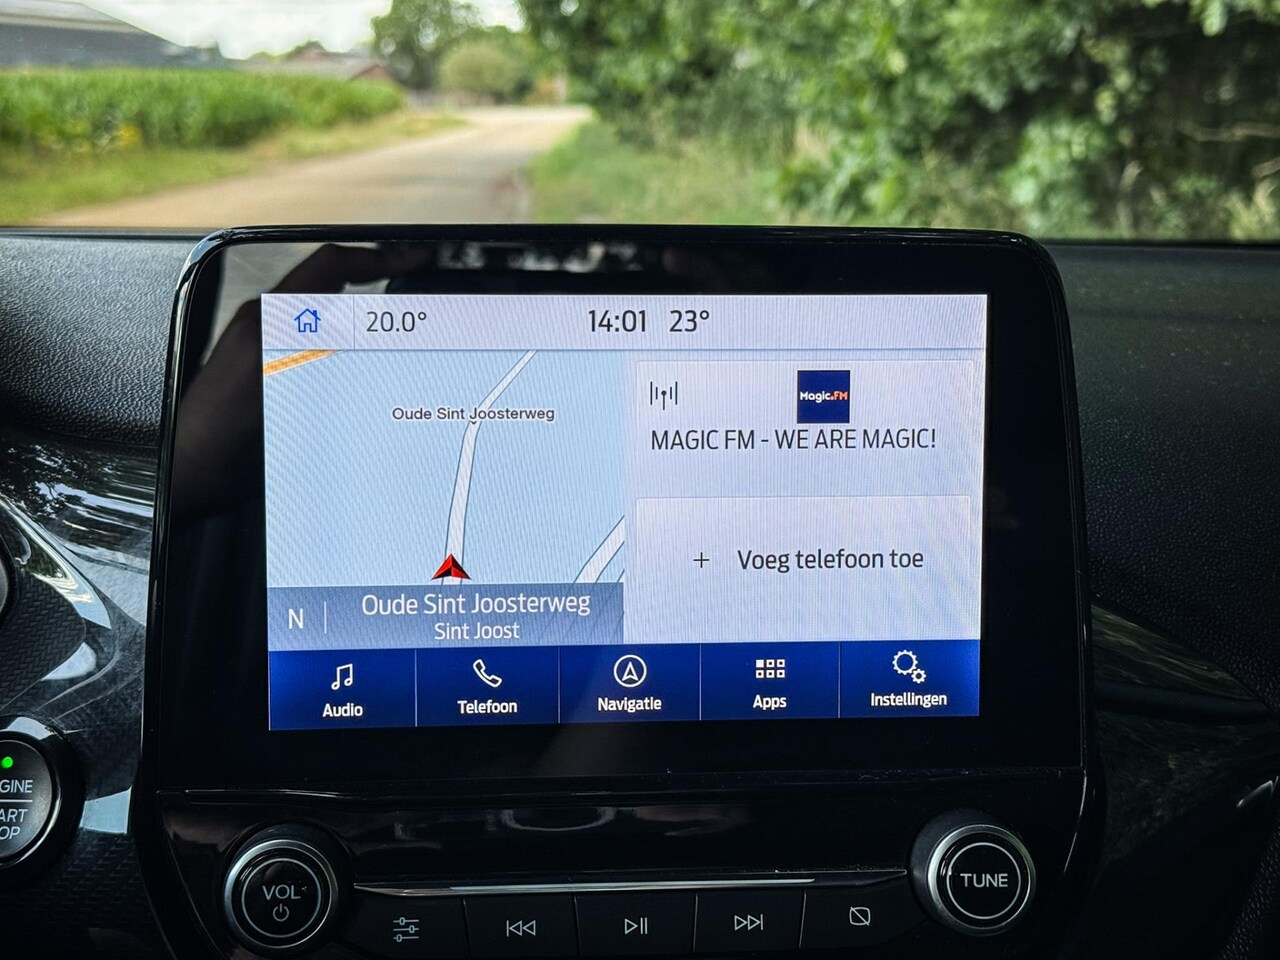 20.0°
14:01 23°
Oude Sint Joosterweg
Magic.FM
MAGIC FM - WE ARE MAGIC!
+ Voeg telefoon toe
N
Oude Sint Joosterweg
Sint Joost
Audio
Telefoon
Navigatie
Apps
Instellingen
GINE
ART
OP
VOL
TUNE